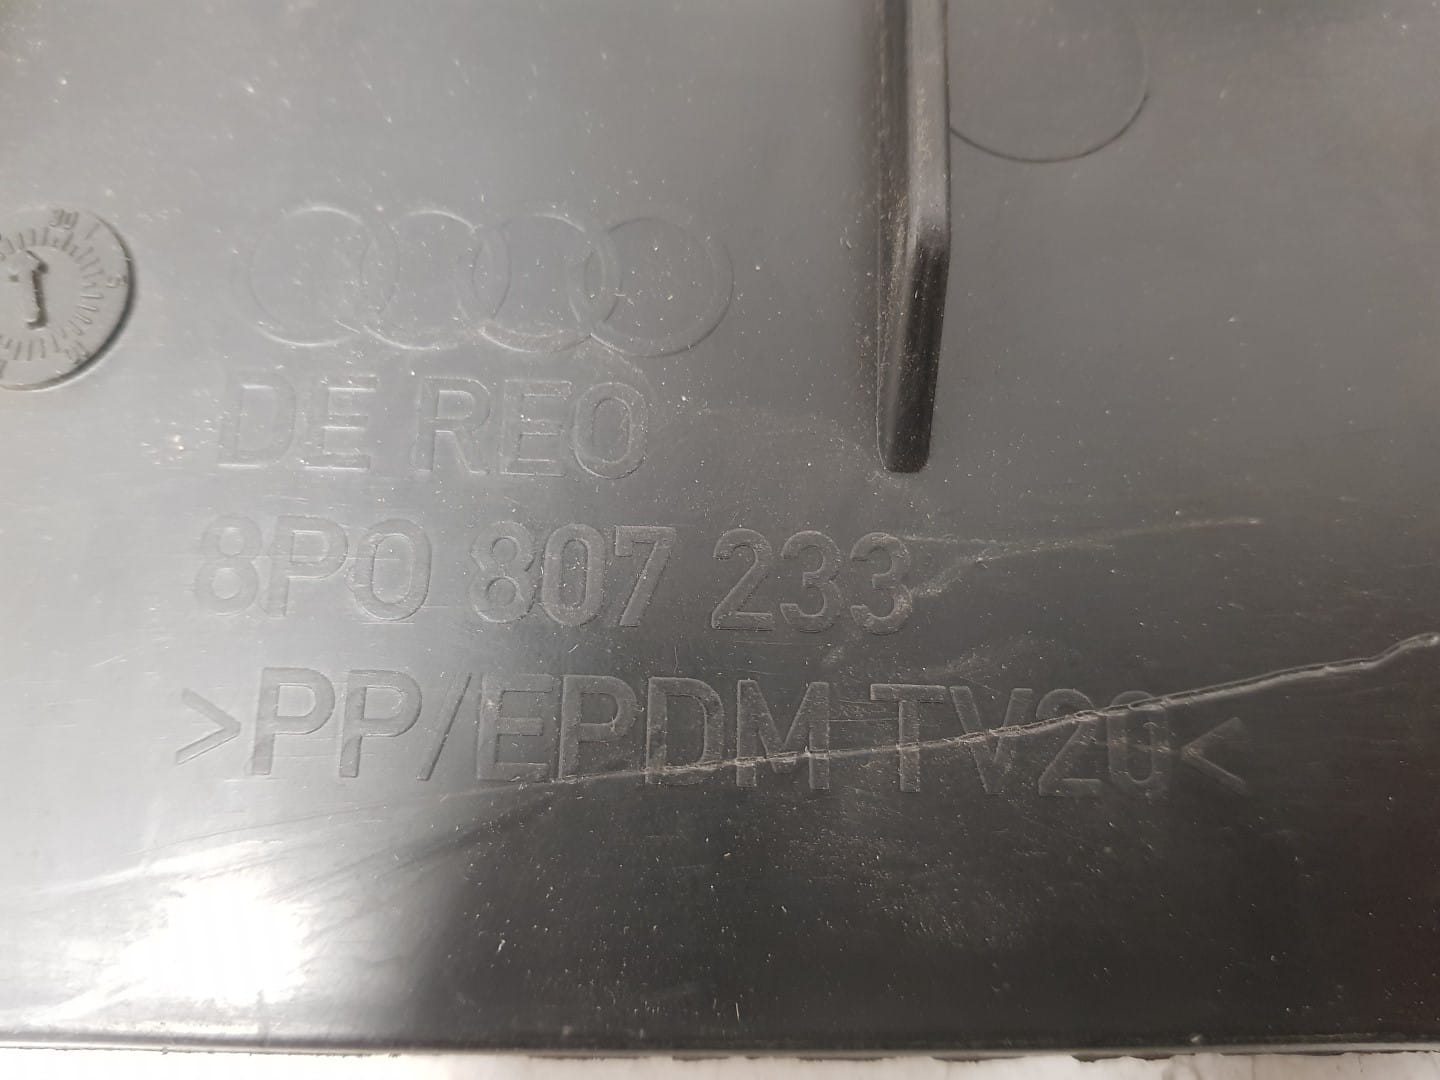 DE REO
8P0 807 233
>PP/EPDM TV20<